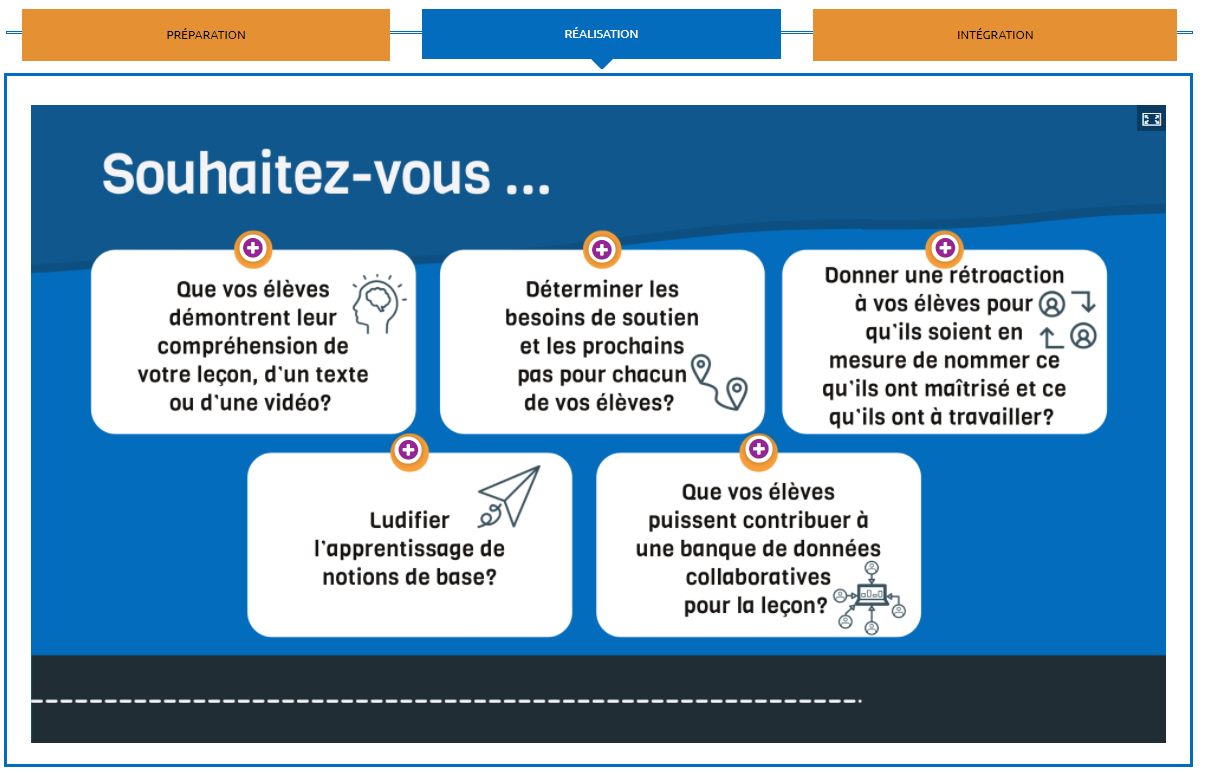 PRÉPARATION
RÉALISATION
INTÉGRATION
Souhaitez-vous ...
Que vos élèves
démontrent leur
compréhension de
votre leçon, d'un texte
ou d'une vidéo?
Déterminer les
besoins de soutien
et les prochains
pas pour chacun
de vos élèves?
Donner une rétroaction
à vos élèves pour
qu'ils soient en
mesure de nommer ce
qu'ils ont maîtrisé et ce
qu'ils ont à travailler?
Ludifier
l'apprentissage de
notions de base?
Que vos élèves
puissent contribuer à
une banque de données
collaboratives
pour la leçon?